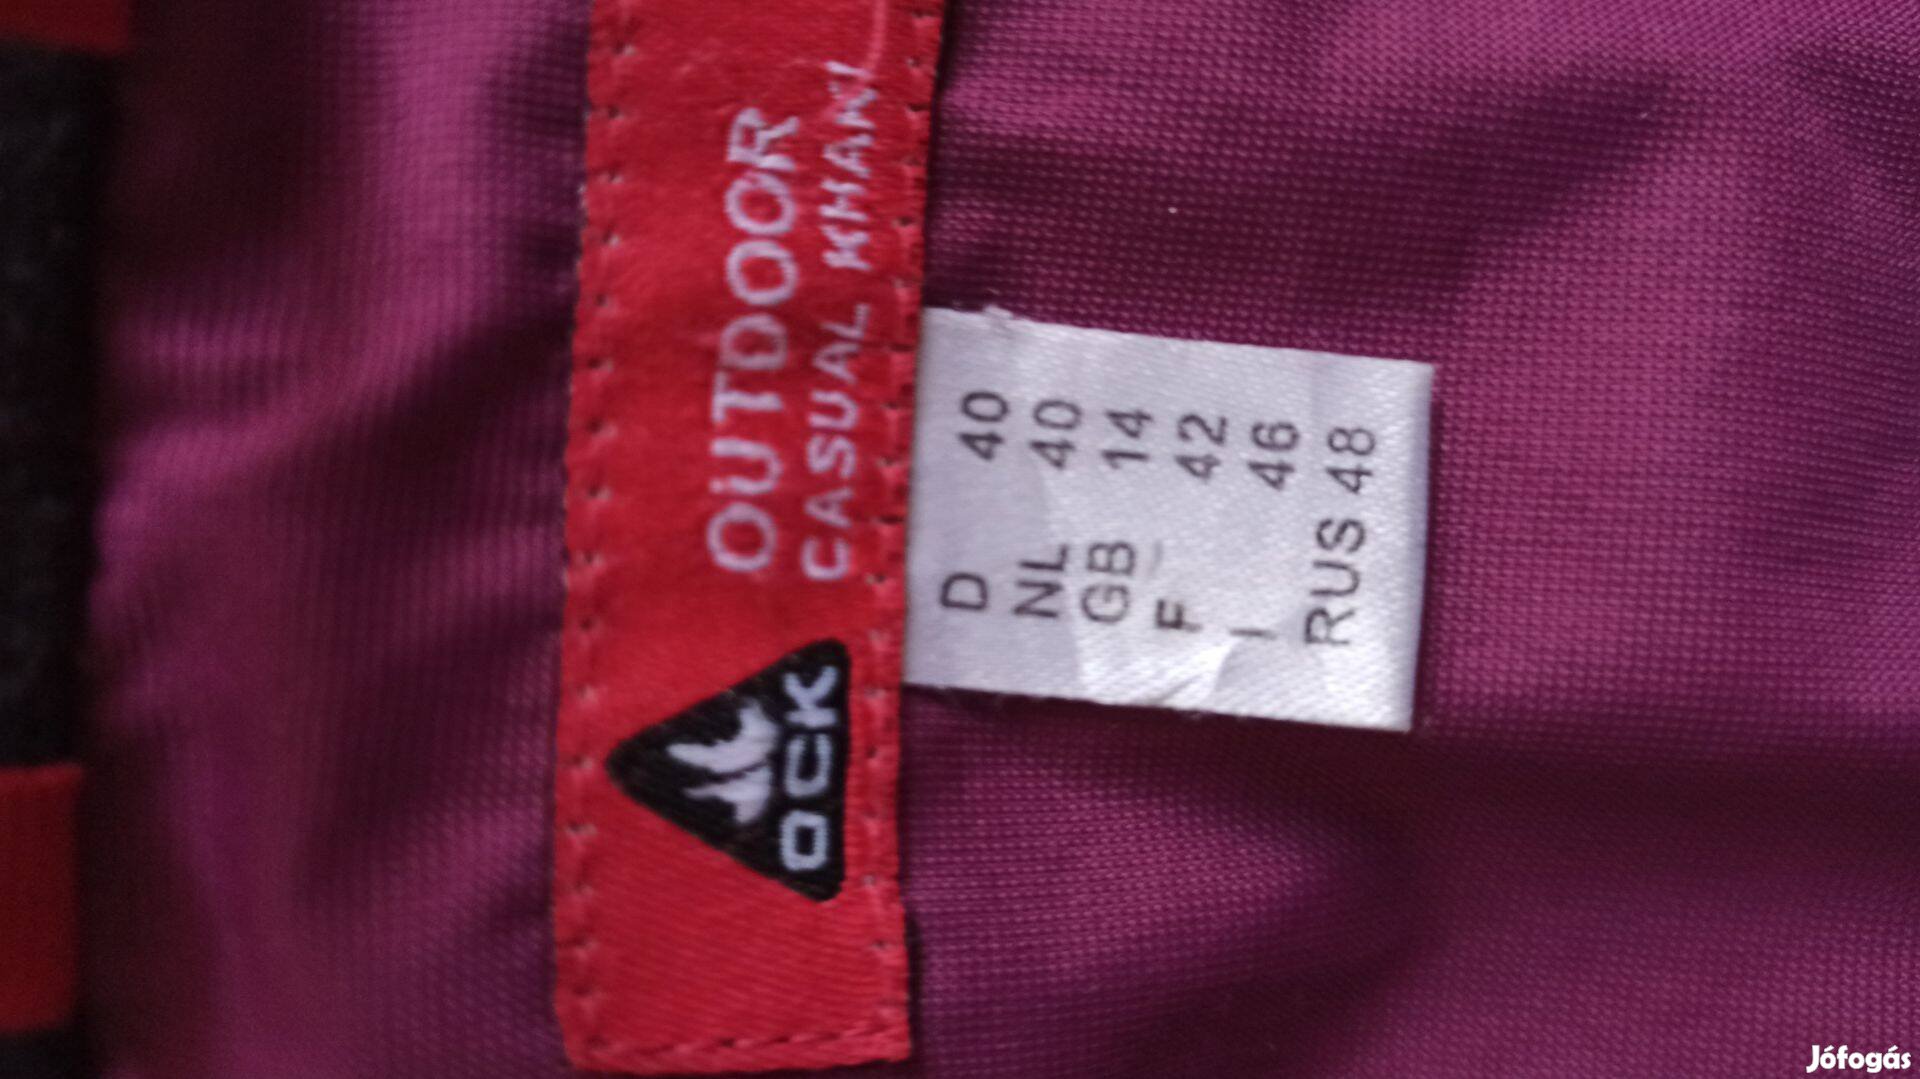 OCK
OUTDOOR
CASUAL KHAKI
D 40
NL 40
GB 14
F 42
I 46
RUS 48
Jófogás